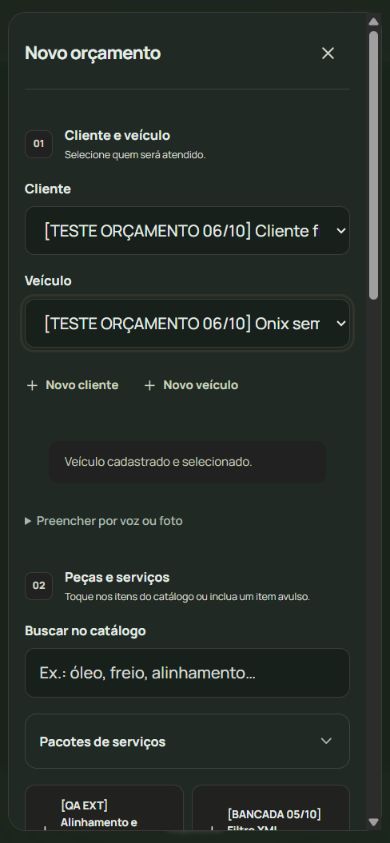 Novo orçamento
01
Cliente e veículo
Selecione quem será atendido.
Cliente
[TESTE ORÇAMENTO 06/10] Cliente f
Veículo
[TESTE ORÇAMENTO 06/10] Onix sem
+ Novo cliente + Novo veículo
Veículo cadastrado e selecionado.
Preencher por voz ou foto
02
Peças e serviços
Toque nos itens do catálogo ou inclua um item avulso.
Buscar no catálogo
Ex.: óleo, freio, alinhamento...
Pacotes de serviços
[QA EXT]
Alinhamento e
[BANCADA 05/10]
Filtro XML